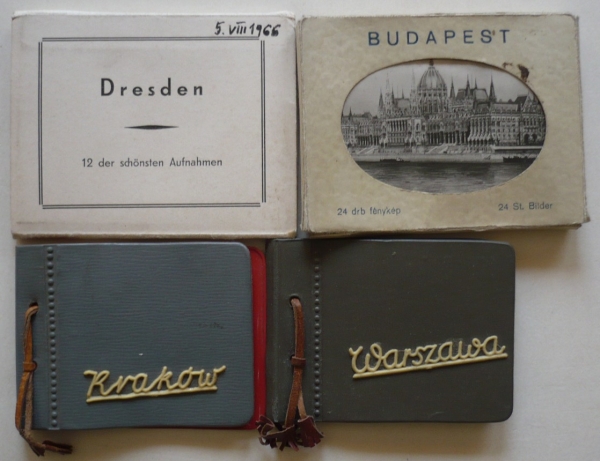 5. VIII 1966
Dresden
12 der schönsten Aufnahmen
BUDAPEST
24 drb fénykép
24 St. Bilder
Kraków
Warszawa